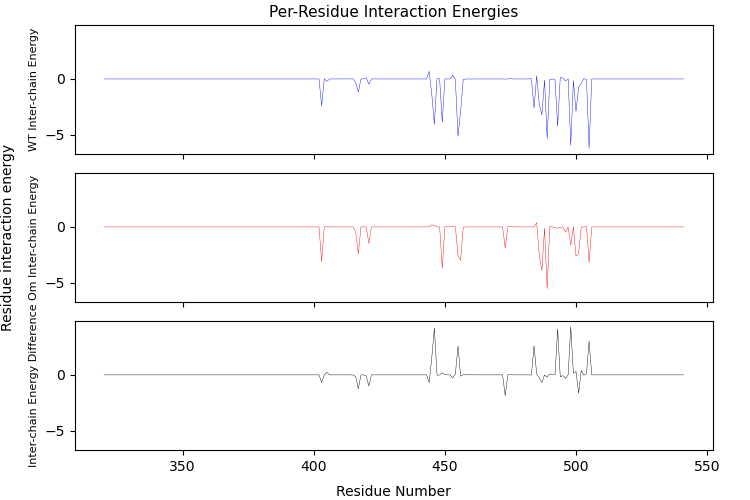 Per-Residue Interaction Energies
Residue interaction energy
WT Inter-chain Energy
0
−5
Om Inter-chain Energy
0
−5
Inter-chain Energy Difference
0
−5
350
400
450
500
550
Residue Number